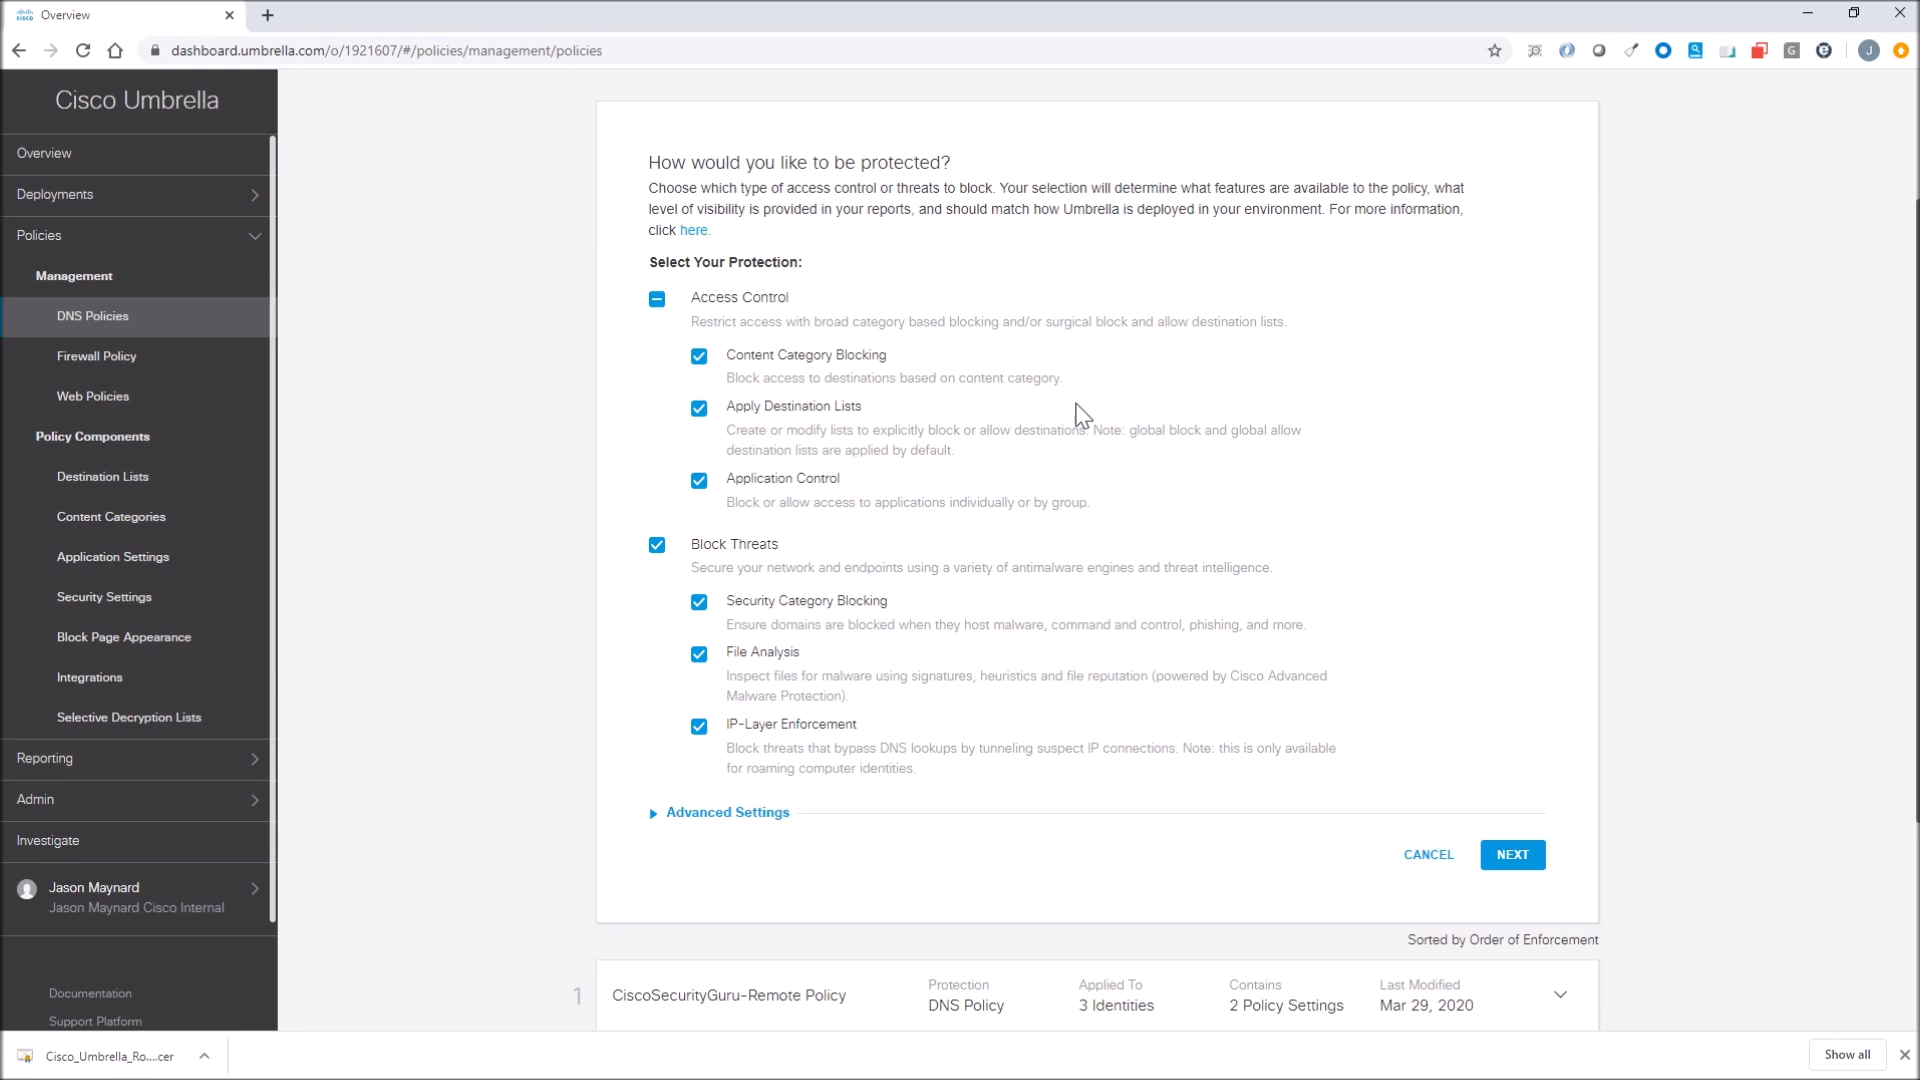 Overview
dashboard.umbrella.com/o/1921607/#/policies/management/policies
G
J
Cisco Umbrella
Overview
Deployments
Policies
Management
DNS Policies
Firewall Policy
Web Policies
Policy Components
Destination Lists
Content Categories
Application Settings
Security Settings
Block Page Appearance
Integrations
Selective Decryption Lists
Reporting
Admin
Investigate
Jason Maynard
Jason Maynard Cisco Internal
Documentation
Support Platform
How would you like to be protected?
Choose which type of access control or threats to block. Your selection will determine what features are available to the policy, what
level of visibility is provided in your reports, and should match how Umbrella is deployed in your environment. For more information,
click here.
Select Your Protection:
Access Control
Restrict access with broad category based blocking and/or surgical block and allow destination lists.
Content Category Blocking
Block access to destinations based on content category.
Apply Destination Lists
Create or modify lists to explicitly block or allow destinations. Note: global block and global allow
destination lists are applied by default.
Application Control
Block or allow access to applications individually or by group.
Block Threats
Secure your network and endpoints using a variety of antimalware engines and threat intelligence.
Security Category Blocking
Ensure domains are blocked when they host malware, command and control, phishing, and more.
File Analysis
Inspect files for malware using signatures, heuristics and file reputation (powered by Cisco Advanced
Malware Protection).
IP-Layer Enforcement
Block threats that bypass DNS lookups by tunneling suspect IP connections. Note: this is only available
for roaming computer identities.
Advanced Settings
CANCEL NEXT
Sorted by Order of Enforcement
1 CiscoSecurityGuru-Remote Policy
Protection
DNS Policy
Applied To
3 Identities
Contains
2 Policy Settings
Last Modified
Mar 29, 2020
Cisco_Umbrella_Ro....cer
Show all